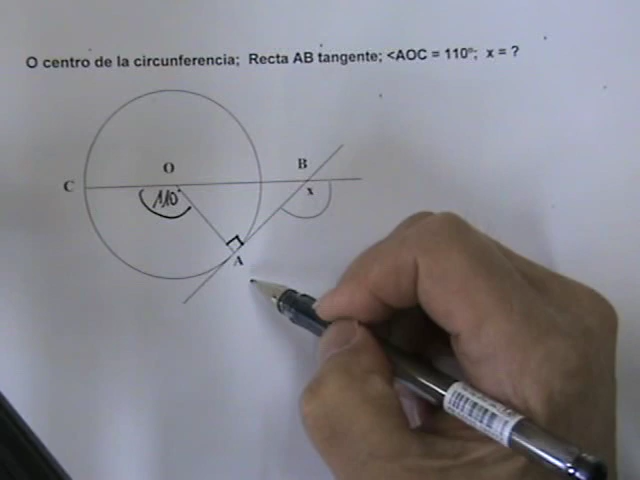 O centro de la circunferencia; Recta AB tangente; <AOC = 110º; x = ?
O
B
C
110
x
A